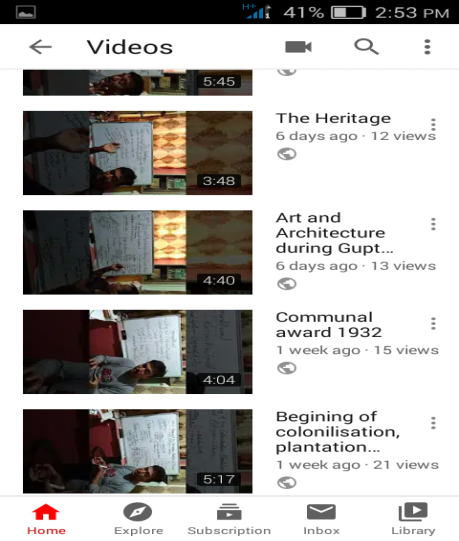 H+ 41% 2:53 PM
Videos
5:45
The Heritage
6 days ago · 12 views
3:48
Art and
Architecture
during Gupt...
6 days ago · 13 views
4:40
Communal
award 1932
1 week ago · 15 views
4:04
Begining of
colonilisation,
plantation...
1 week ago · 21 views
5:17
Home Explore Subscription Inbox Library